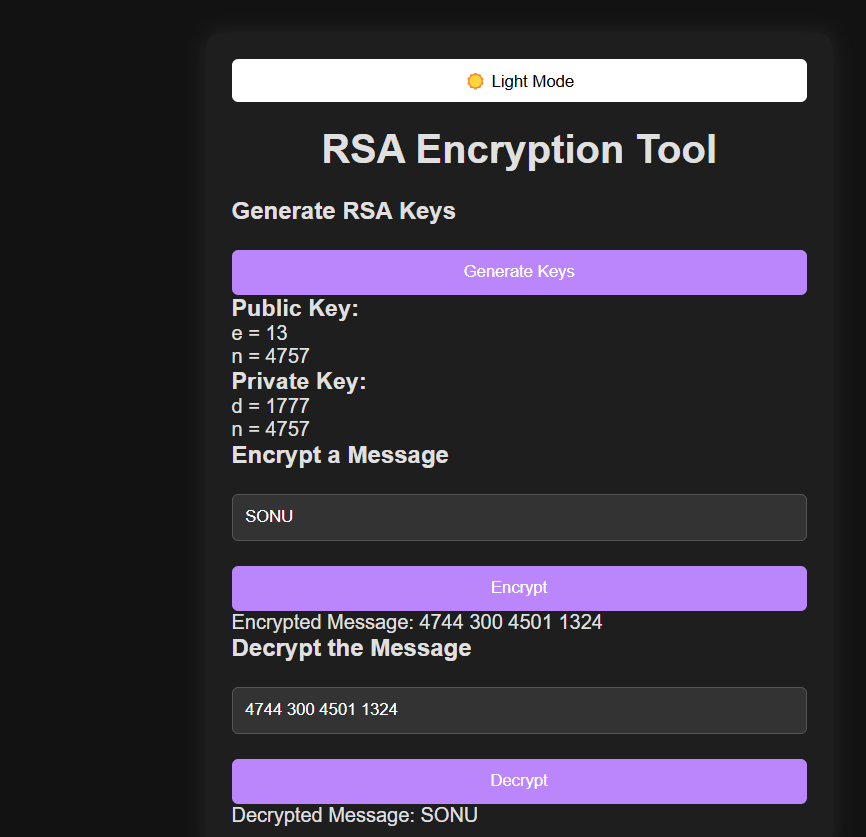 Light Mode
RSA Encryption Tool
Generate RSA Keys
Generate Keys
Public Key:
e = 13
n = 4757
Private Key:
d = 1777
n = 4757
Encrypt a Message
SONU
Encrypt
Encrypted Message: 4744 300 4501 1324
Decrypt the Message
4744 300 4501 1324
Decrypt
Decrypted Message: SONU